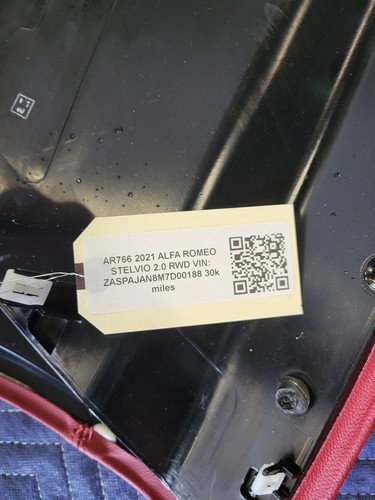 AR766 2021 ALFA ROMEO
STELVIO 2.0 RWD VIN:
ZASPAJAN8M7D00188 30k
miles